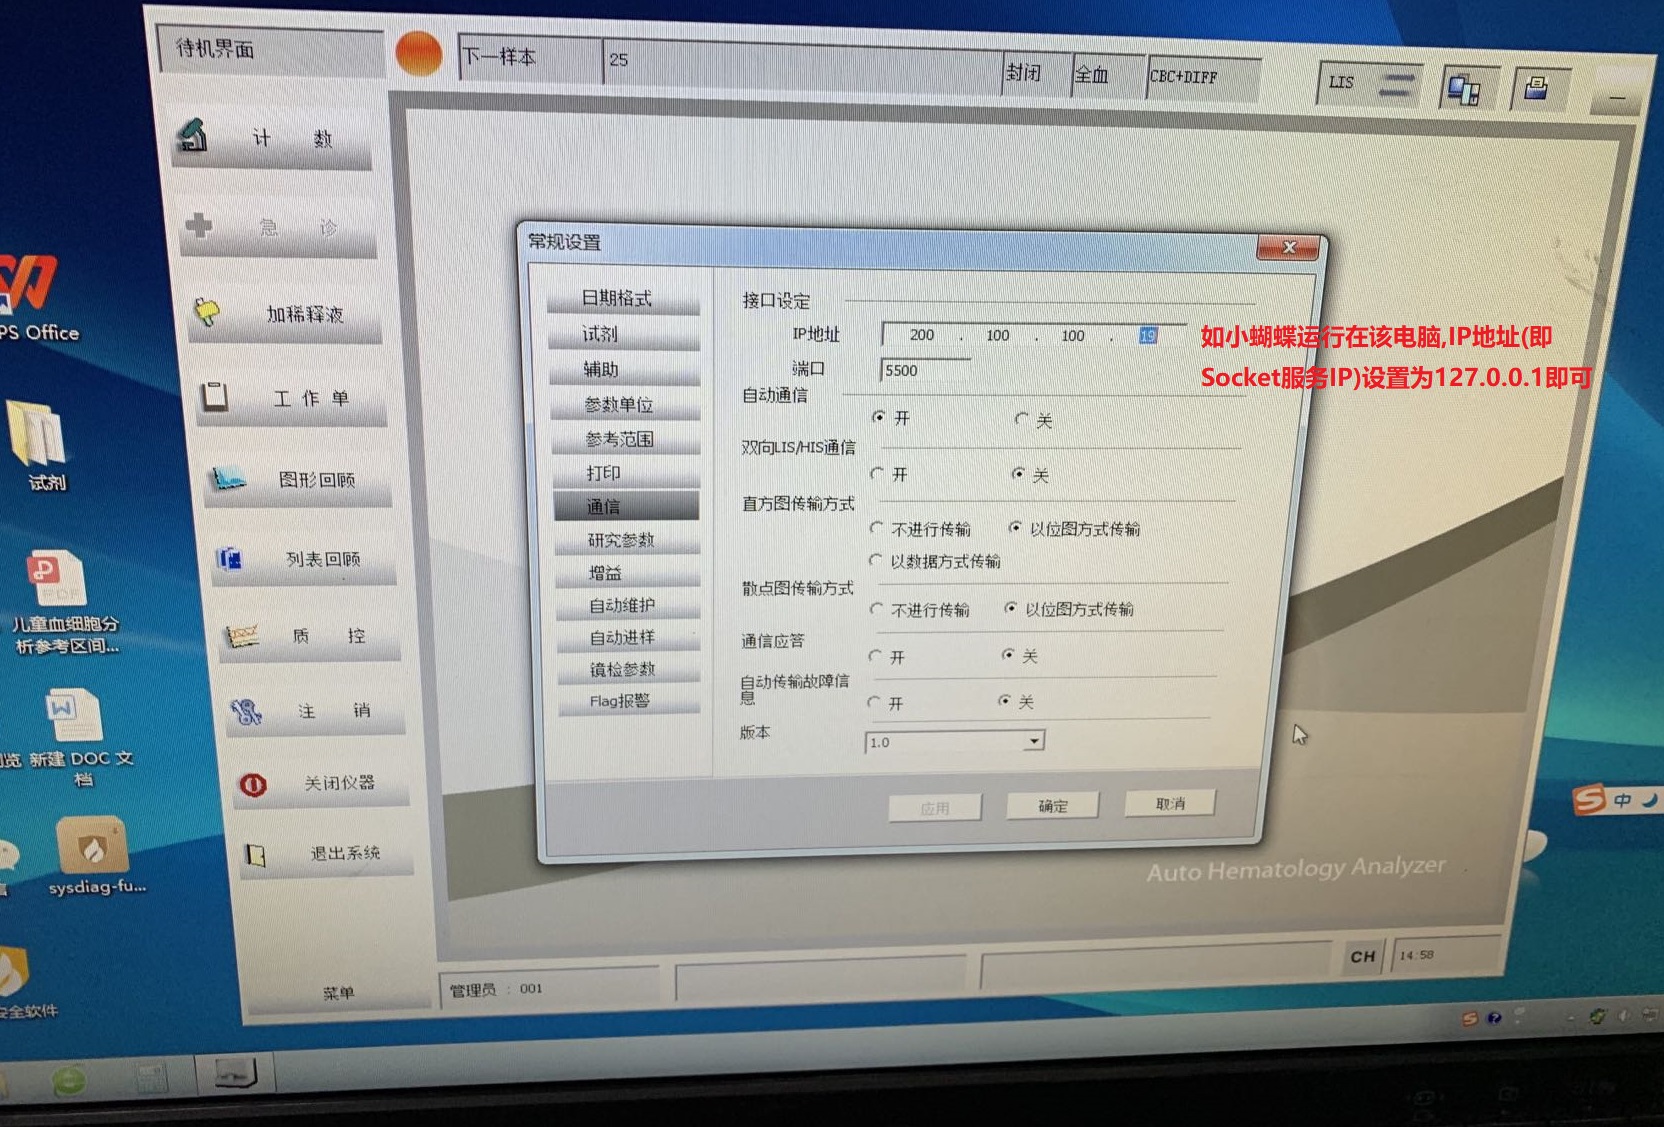 待机界面
下一样本
25
封闭
全血
CBC+DIFF
LIS
计 数
急 诊
加稀释液
工 作 单
图形回顾
列表回顾
质 控
注 销
关闭仪器
退出系统
菜单
常规设置
日期格式
试剂
辅助
参数单位
参考范围
打印
通信
研究参数
增益
自动维护
自动进样
镜检参数
Flag报警
接口设定
IP地址
200 . 100 . 100 . 19
端口
5500
自动通信
开
关
双向LIS/HIS通信
开
关
直方图传输方式
不进行传输
以位图方式传输
以数据方式传输
散点图传输方式
不进行传输
以位图方式传输
通信应答
开
关
自动传输故障信
息
开
关
版本
1.0
应用
确定
取消
如小蝴蝶运行在该电脑,IP地址(即
Socket服务IP)设置为127.0.0.1即可
Auto Hematology Analyzer
管理员 : 001
CH
14:58
PS Office
试剂
PDF
儿童血细胞分
析参考区间...
新建 DOC 文
档
sysdiag-fu...
安全软件
中